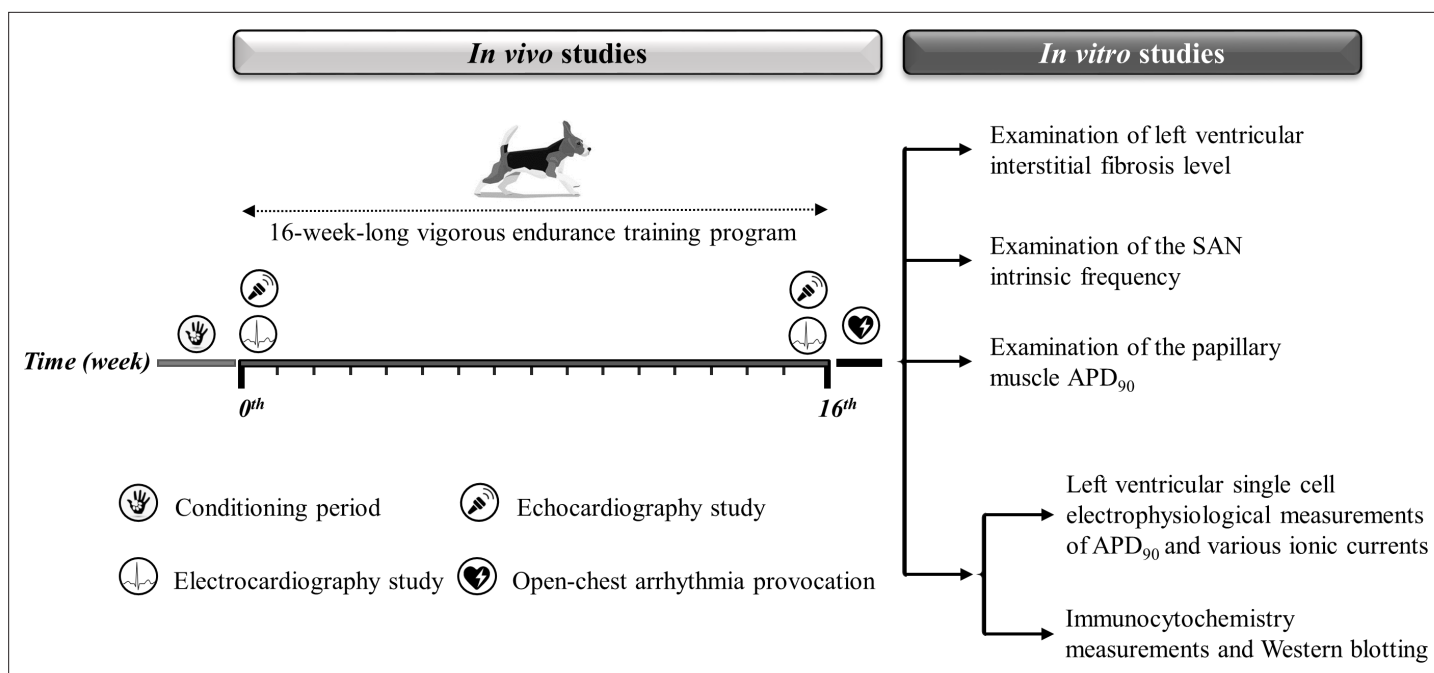 In vivo studies
In vitro studies
16-week-long vigorous endurance training program
Time (week)
0th
16th
Conditioning period
Echocardiography study
Electrocardiography study
Open-chest arrhythmia provocation
Examination of left ventricular
interstitial fibrosis level
Examination of the SAN
intrinsic frequency
Examination of the papillary
muscle APD90
Left ventricular single cell
electrophysiological measurements
of APD90 and various ionic currents
Immunocytochemistry
measurements and Western blotting